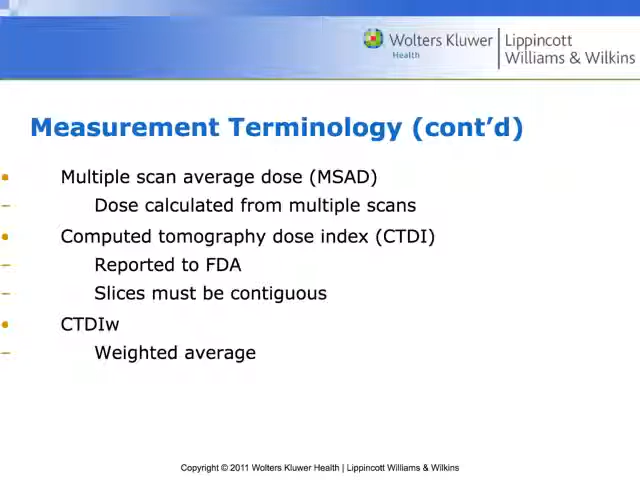 Wolters Kluwer
Health
Lippincott
Williams & Wilkins
Measurement Terminology (cont’d)
• Multiple scan average dose (MSAD)
– Dose calculated from multiple scans
• Computed tomography dose index (CTDI)
– Reported to FDA
– Slices must be contiguous
• CTDIw
– Weighted average
Copyright © 2011 Wolters Kluwer Health | Lippincott Williams & Wilkins